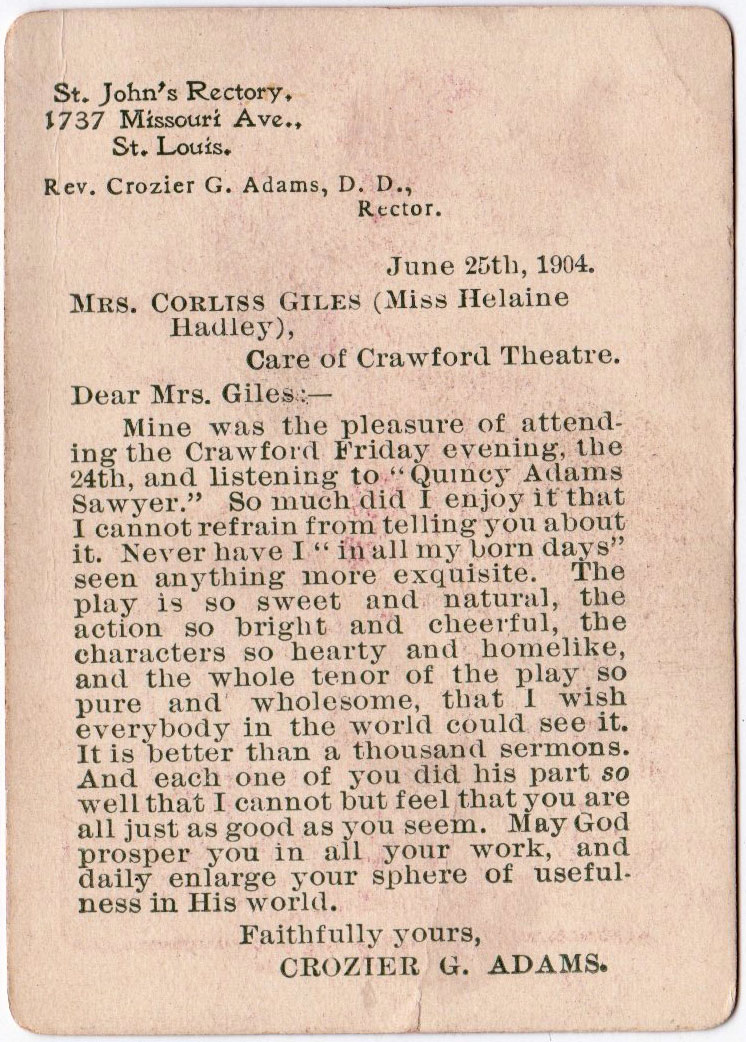 St. John's Rectory,
1737 Missouri Ave.,
St. Louis.
Rev. Crozier G. Adams, D. D.,
Rector.
June 25th, 1904.
MRS. CORLISS GILES (Miss Helaine
Hadley),
Care of Crawford Theatre.
Dear Mrs. Giles:—
Mine was the pleasure of attend-
ing the Crawford Friday evening, the
24th, and listening to "Quincy Adams
Sawyer." So much did I enjoy it that
I cannot refrain from telling you about
it. Never have I "in all my born days"
seen anything more exquisite. The
play is so sweet and natural, the
action so bright and cheerful, the
characters so hearty and homelike,
and the whole tenor of the play so
pure and wholesome, that I wish
everybody in the world could see it.
It is better than a thousand sermons.
And each one of you did his part so
well that I cannot but feel that you are
all just as good as you seem. May God
prosper you in all your work, and
daily enlarge your sphere of useful-
ness in His world.
Faithfully yours,
CROZIER G. ADAMS.